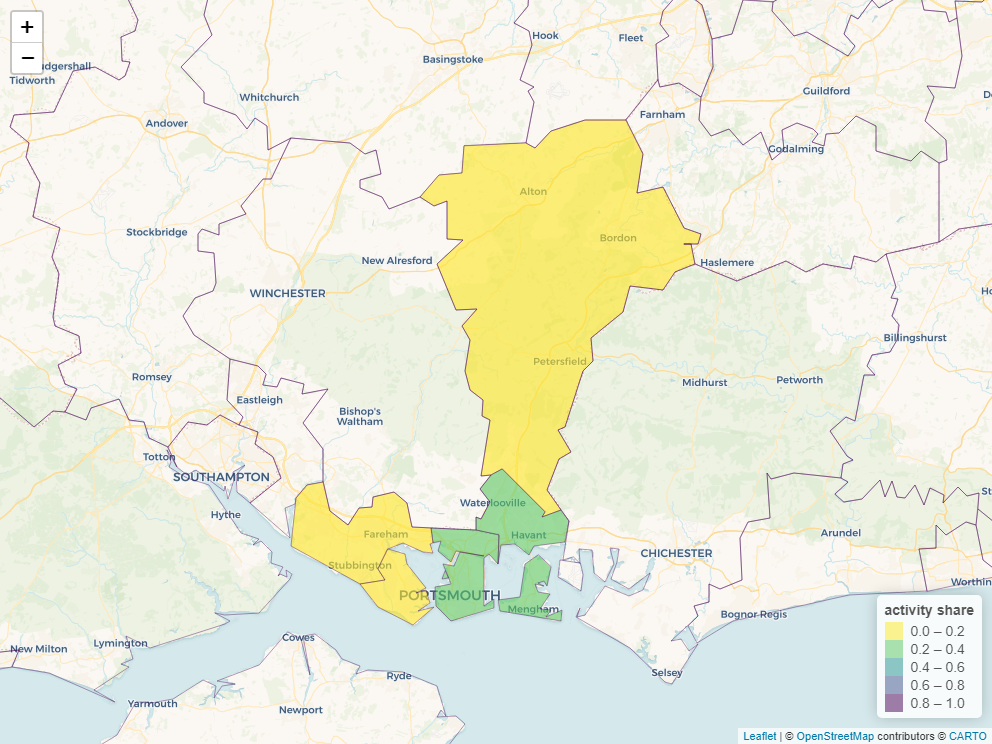 +
Hook
Fleet
Basingstoke
−
udgershall
Tidworth
Guildford
Whitchurch
Farnham
Andover
Godalming
Alton
Stockbridge
Bordon
New Alresford
Haslemere
WINCHESTER
Billingshurst
Petersfield
Romsey
Midhurst
Petworth
Eastleigh
Bishop's
Waltham
Totton
SOUTHAMPTON
Waterlooville
Hythe
Fareham
Havant
Arundel
CHICHESTER
Stubbington
Worthin
PORTSMOUTH
Mengham
Bognor Regis
activity share
0.0 – 0.2
0.2 – 0.4
0.4 – 0.6
0.6 – 0.8
0.8 – 1.0
Cowes
Lymington
New Milton
Ryde
Selsey
Yarmouth
Newport
Leaflet | © OpenStreetMap contributors © CARTO